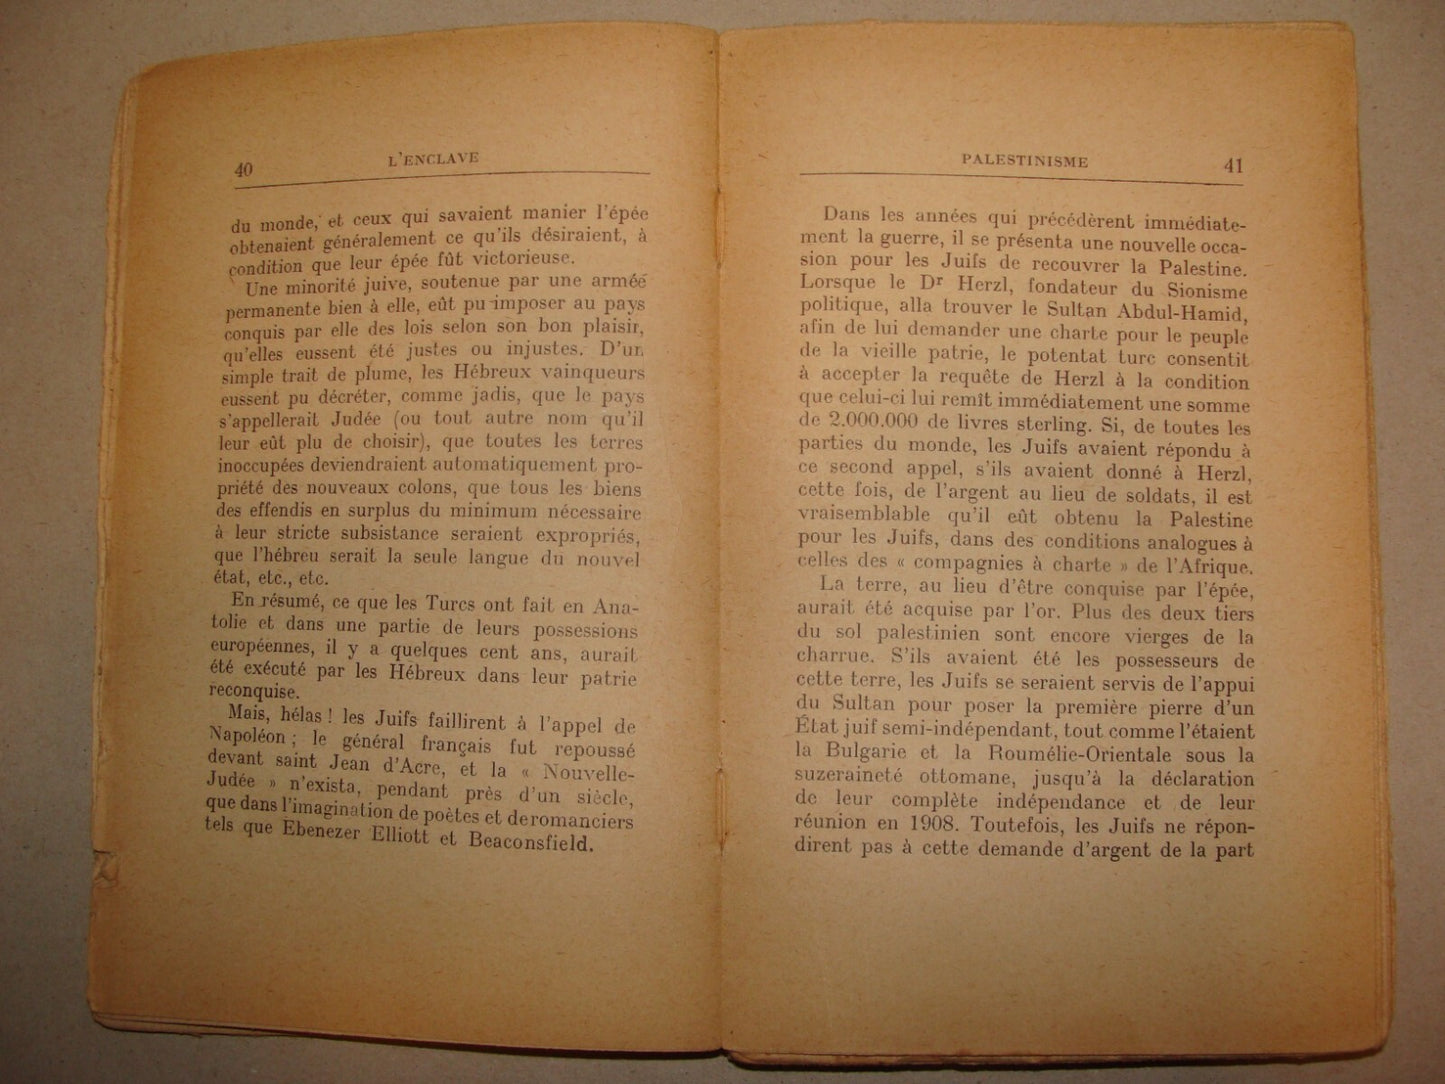 40
L'ENCLAVE
du monde, et ceux qui savaient manier l'épée
obtenaient généralement ce qu'ils désiraient, à
condition que leur épée fût victorieuse.
Une minorité juive, soutenue par une armée
permanente bien à elle, eût pu imposer au pays
conquis par elle des lois selon son bon plaisir,
qu'elles eussent été justes ou injustes. D'un
simple trait de plume, les Hébreux vainqueurs
eussent pu décréter, comme jadis, que le pays
s'appellerait Judée (ou tout autre nom qu'il
leur eût plu de choisir), que toutes les terres
inoccupées deviendraient automatiquement pro-
priété des nouveaux colons, que tous les biens
des effendis en surplus du minimum nécessaire
à leur stricte subsistance seraient expropriés,
que l'hébreu serait la seule langue du nouvel
état, etc., etc.
En résumé, ce que les Turcs ont fait en Ana-
tolie et dans une partie de leurs possessions
européennes, il y a quelques cent ans, aurait
été exécuté par les Hébreux dans leur patrie
reconquise.
Mais, hélas ! les Juifs faillirent à l'appel de
Napoléon ; le général français fut repoussé
devant saint Jean d'Acre, et la « Nouvelle-
Judée » n'exista, pendant près d'un siècle,
que dans l'imagination de poètes et de romanciers
tels que Ebenezer Elliott et Beaconsfield.
PALESTINISME
41
Dans les années qui précédèrent immédiate-
ment la guerre, il se présenta une nouvelle occa-
sion pour les Juifs de recouvrer la Palestine.
Lorsque le Dr Herzl, fondateur du Sionisme
politique, alla trouver le Sultan Abdul-Hamid,
afin de lui demander une charte pour le peuple
de la vieille patrie, le potentat turc consentit
à accepter la requête de Herzl à la condition
que celui-ci lui remît immédiatement une somme
de 2.000.000 de livres sterling. Si, de toutes les
parties du monde, les Juifs avaient répondu à
ce second appel, s'ils avaient donné à Herzl,
cette fois, de l'argent au lieu de soldats, il est
vraisemblable qu'il eût obtenu la Palestine
pour les Juifs, dans des conditions analogues à
celles des « compagnies à charte » de l'Afrique.
La terre, au lieu d'être conquise par l'épée,
aurait été acquise par l'or. Plus des deux tiers
du sol palestinien sont encore vierges de la
charrue. S'ils avaient été les possesseurs de
cette terre, les Juifs se seraient servis de l'appui
du Sultan pour poser la première pierre d'un
État juif semi-indépendant, tout comme l'étaient
la Bulgarie et la Roumélie-Orientale sous la
suzeraineté ottomane, jusqu'à la déclaration
de leur complète indépendance et de leur
réunion en 1908. Toutefois, les Juifs ne répon-
dirent pas à cette demande d'argent de la part